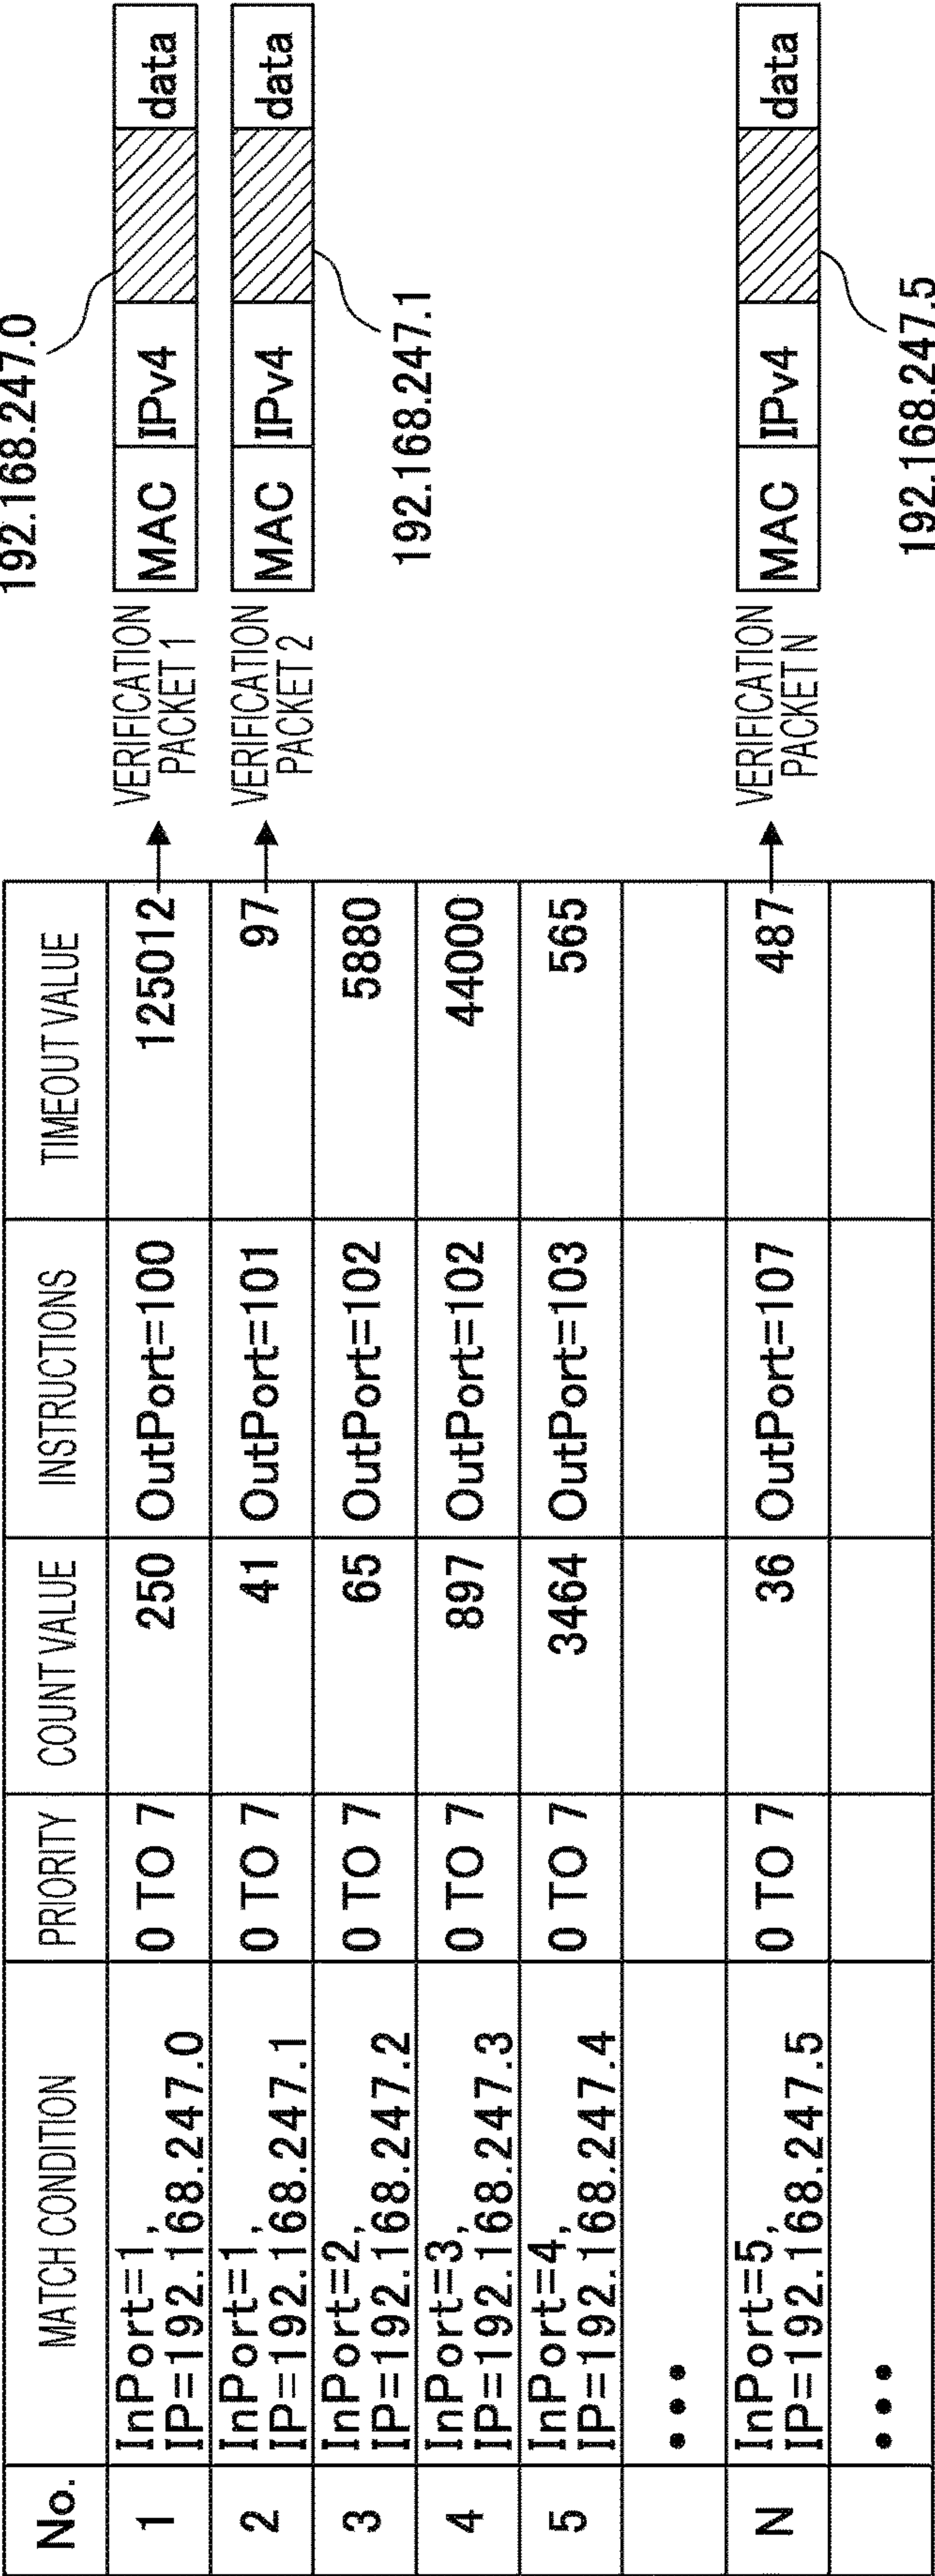 No. MATCH CONDITION PRIORITY COUNT VALUE INSTRUCTIONS TIMEOUT VALUE
1 InPort=1, 0 TO 7 250 OutPort=100 125012
IP=192.168.247.0
2 InPort=1, 0 TO 7 41 OutPort=101 97
IP=192.168.247.1
3 InPort=2, 0 TO 7 65 OutPort=102 5880
IP=192.168.247.2
4 InPort=3, 0 TO 7 897 OutPort=102 44000
IP=192.168.247.3
5 InPort=4, 0 TO 7 3464 OutPort=103 565
IP=192.168.247.4
•••
N InPort=5, 0 TO 7 36 OutPort=107 487
IP=192.168.247.5
•••
192.168.247.0
VERIFICATION
PACKET 1
MAC IPv4 data
VERIFICATION
PACKET 2
MAC IPv4 data
192.168.247.1
VERIFICATION
PACKET N
MAC IPv4 data
192.168.247.5